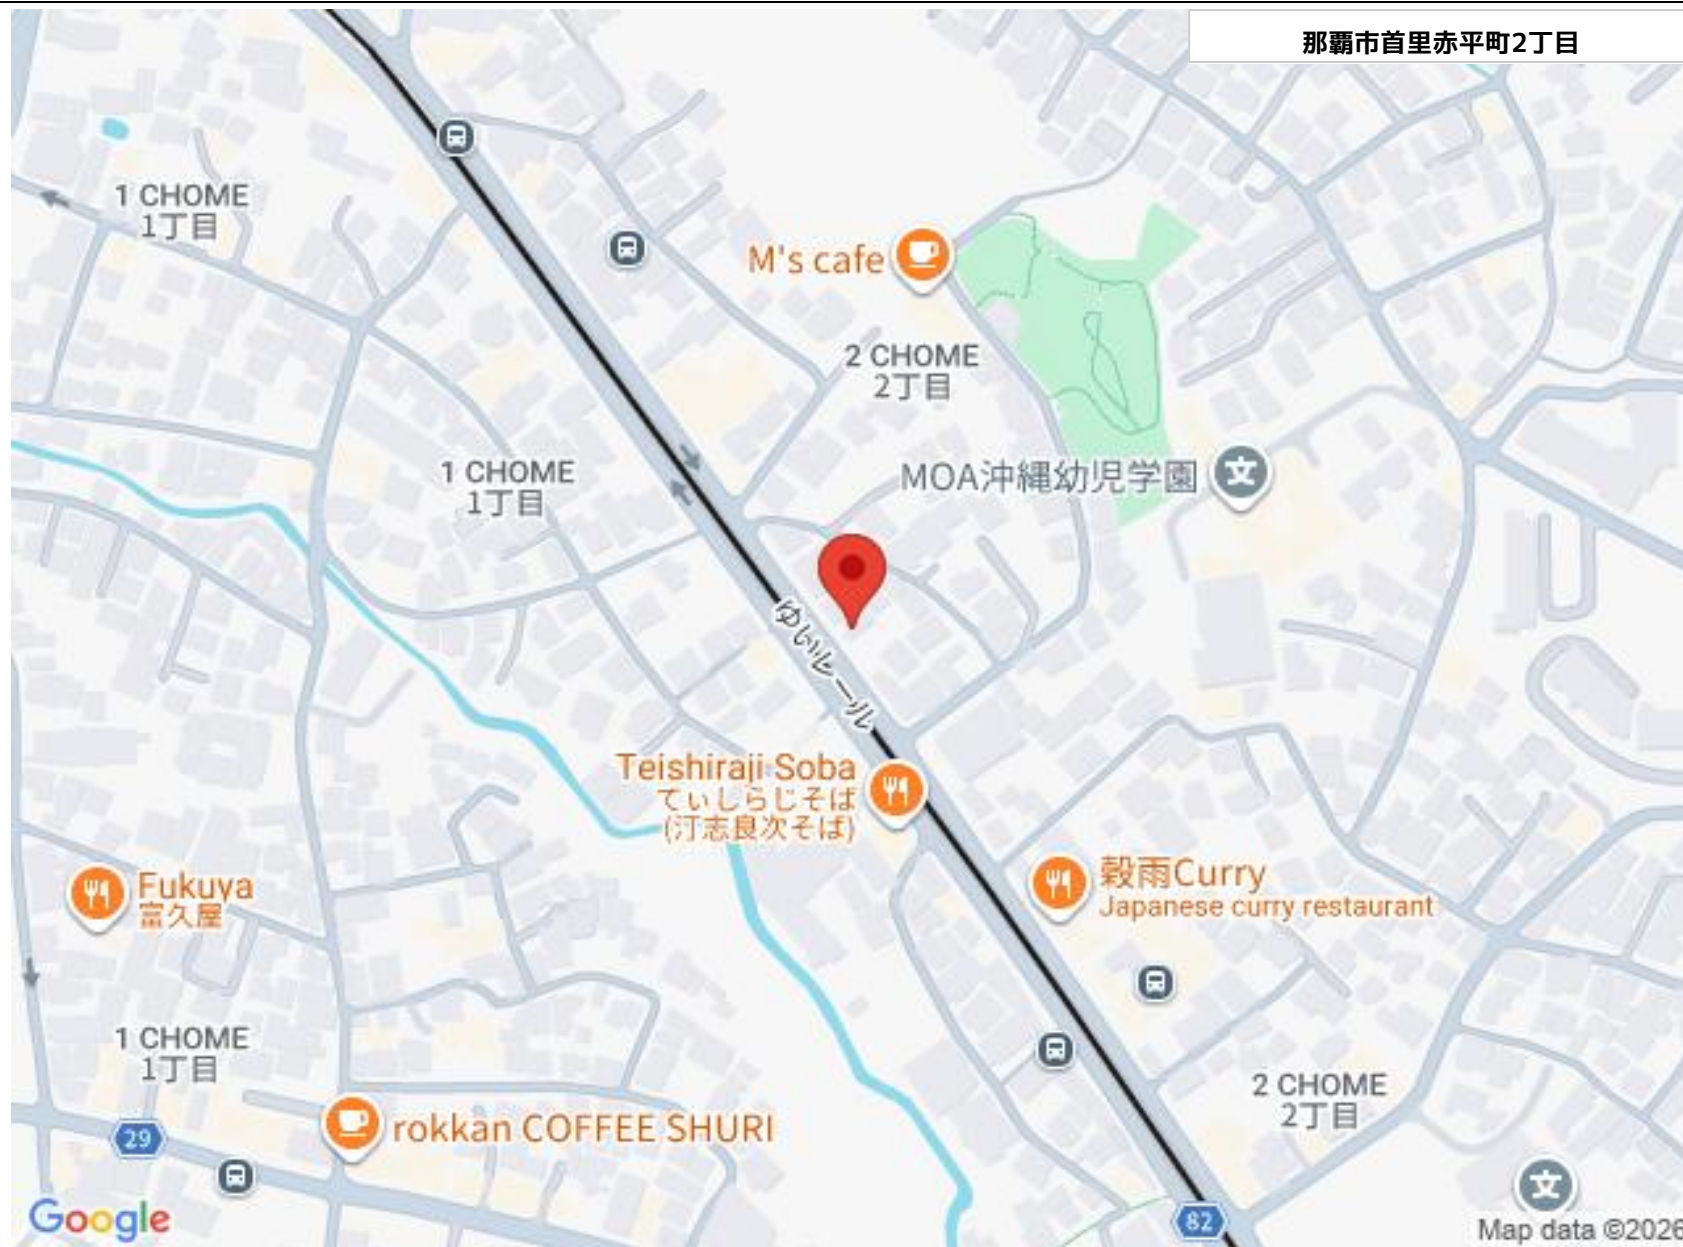 那覇市首里赤平町2丁目
1 CHOME
1丁目
M's cafe
2 CHOME
2丁目
1 CHOME
1丁目
MOA沖縄幼児学園
文
ゆいレール
Teishiraji Soba
ていしらじそば
(汀志良次そば)
Fukuya
富久屋
穀雨Curry
Japanese curry restaurant
1 CHOME
1丁目
2 CHOME
2丁目
29
rokkan COFFEE SHURI
文
82
Google
Map data ©2026